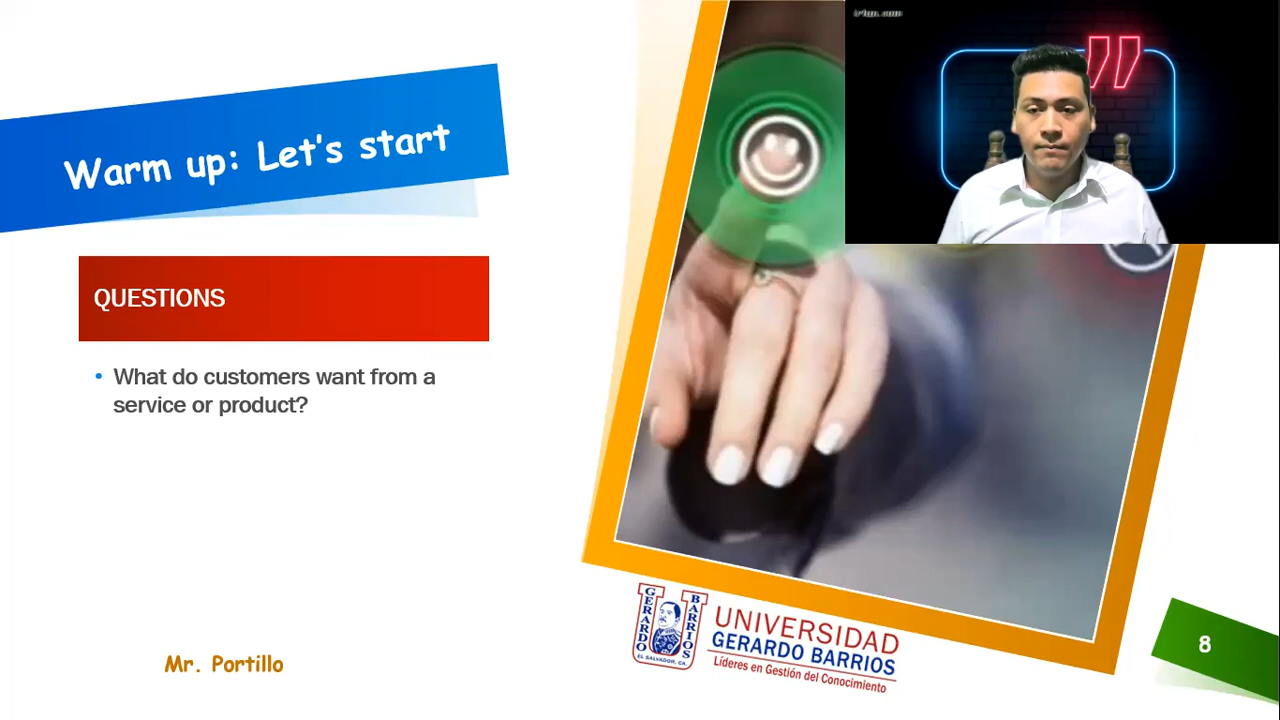 Warm up: Let's start
QUESTIONS
• What do customers want from a
service or product?
Mr. Portillo
GERARDO
BARRIOS
EL SALVADOR, CA.
UNIVERSIDAD
GERARDO BARRIOS
Líderes en Gestión del Conocimiento
8